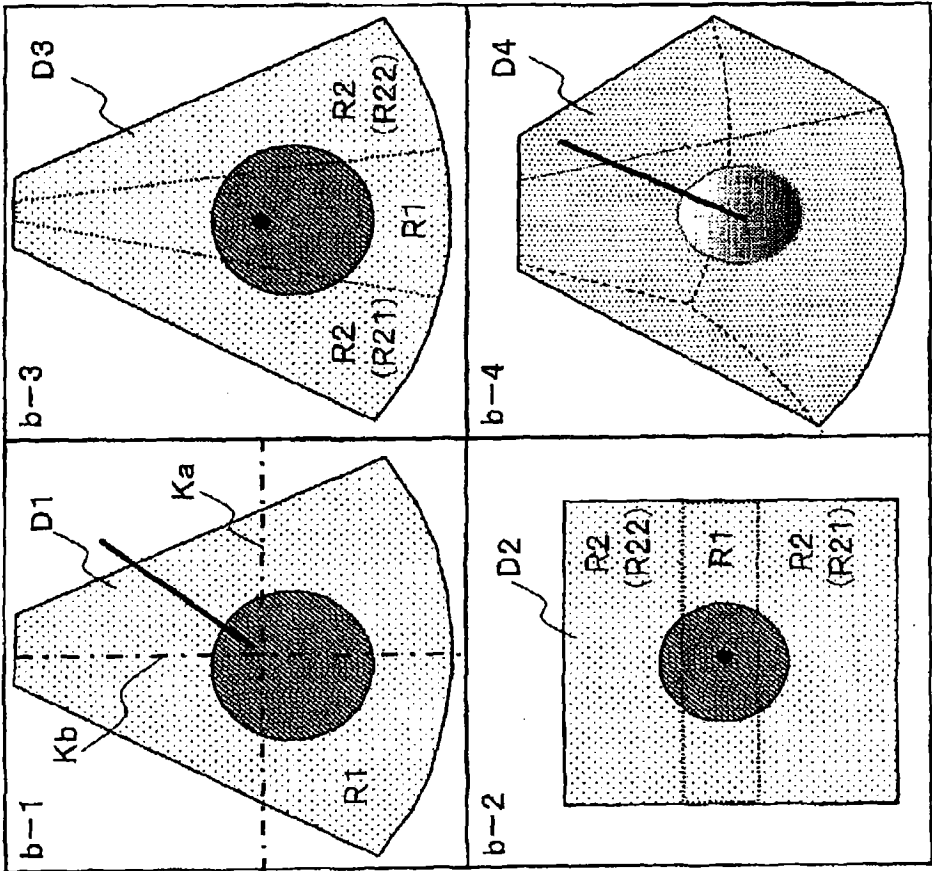 b-1
D1
Ka
Kb
R1
b-3
D3
R2
(R21)
R1
R2
(R22)
b-2
D2
R2
(R22)
R1
R2
(R21)
b-4
D4